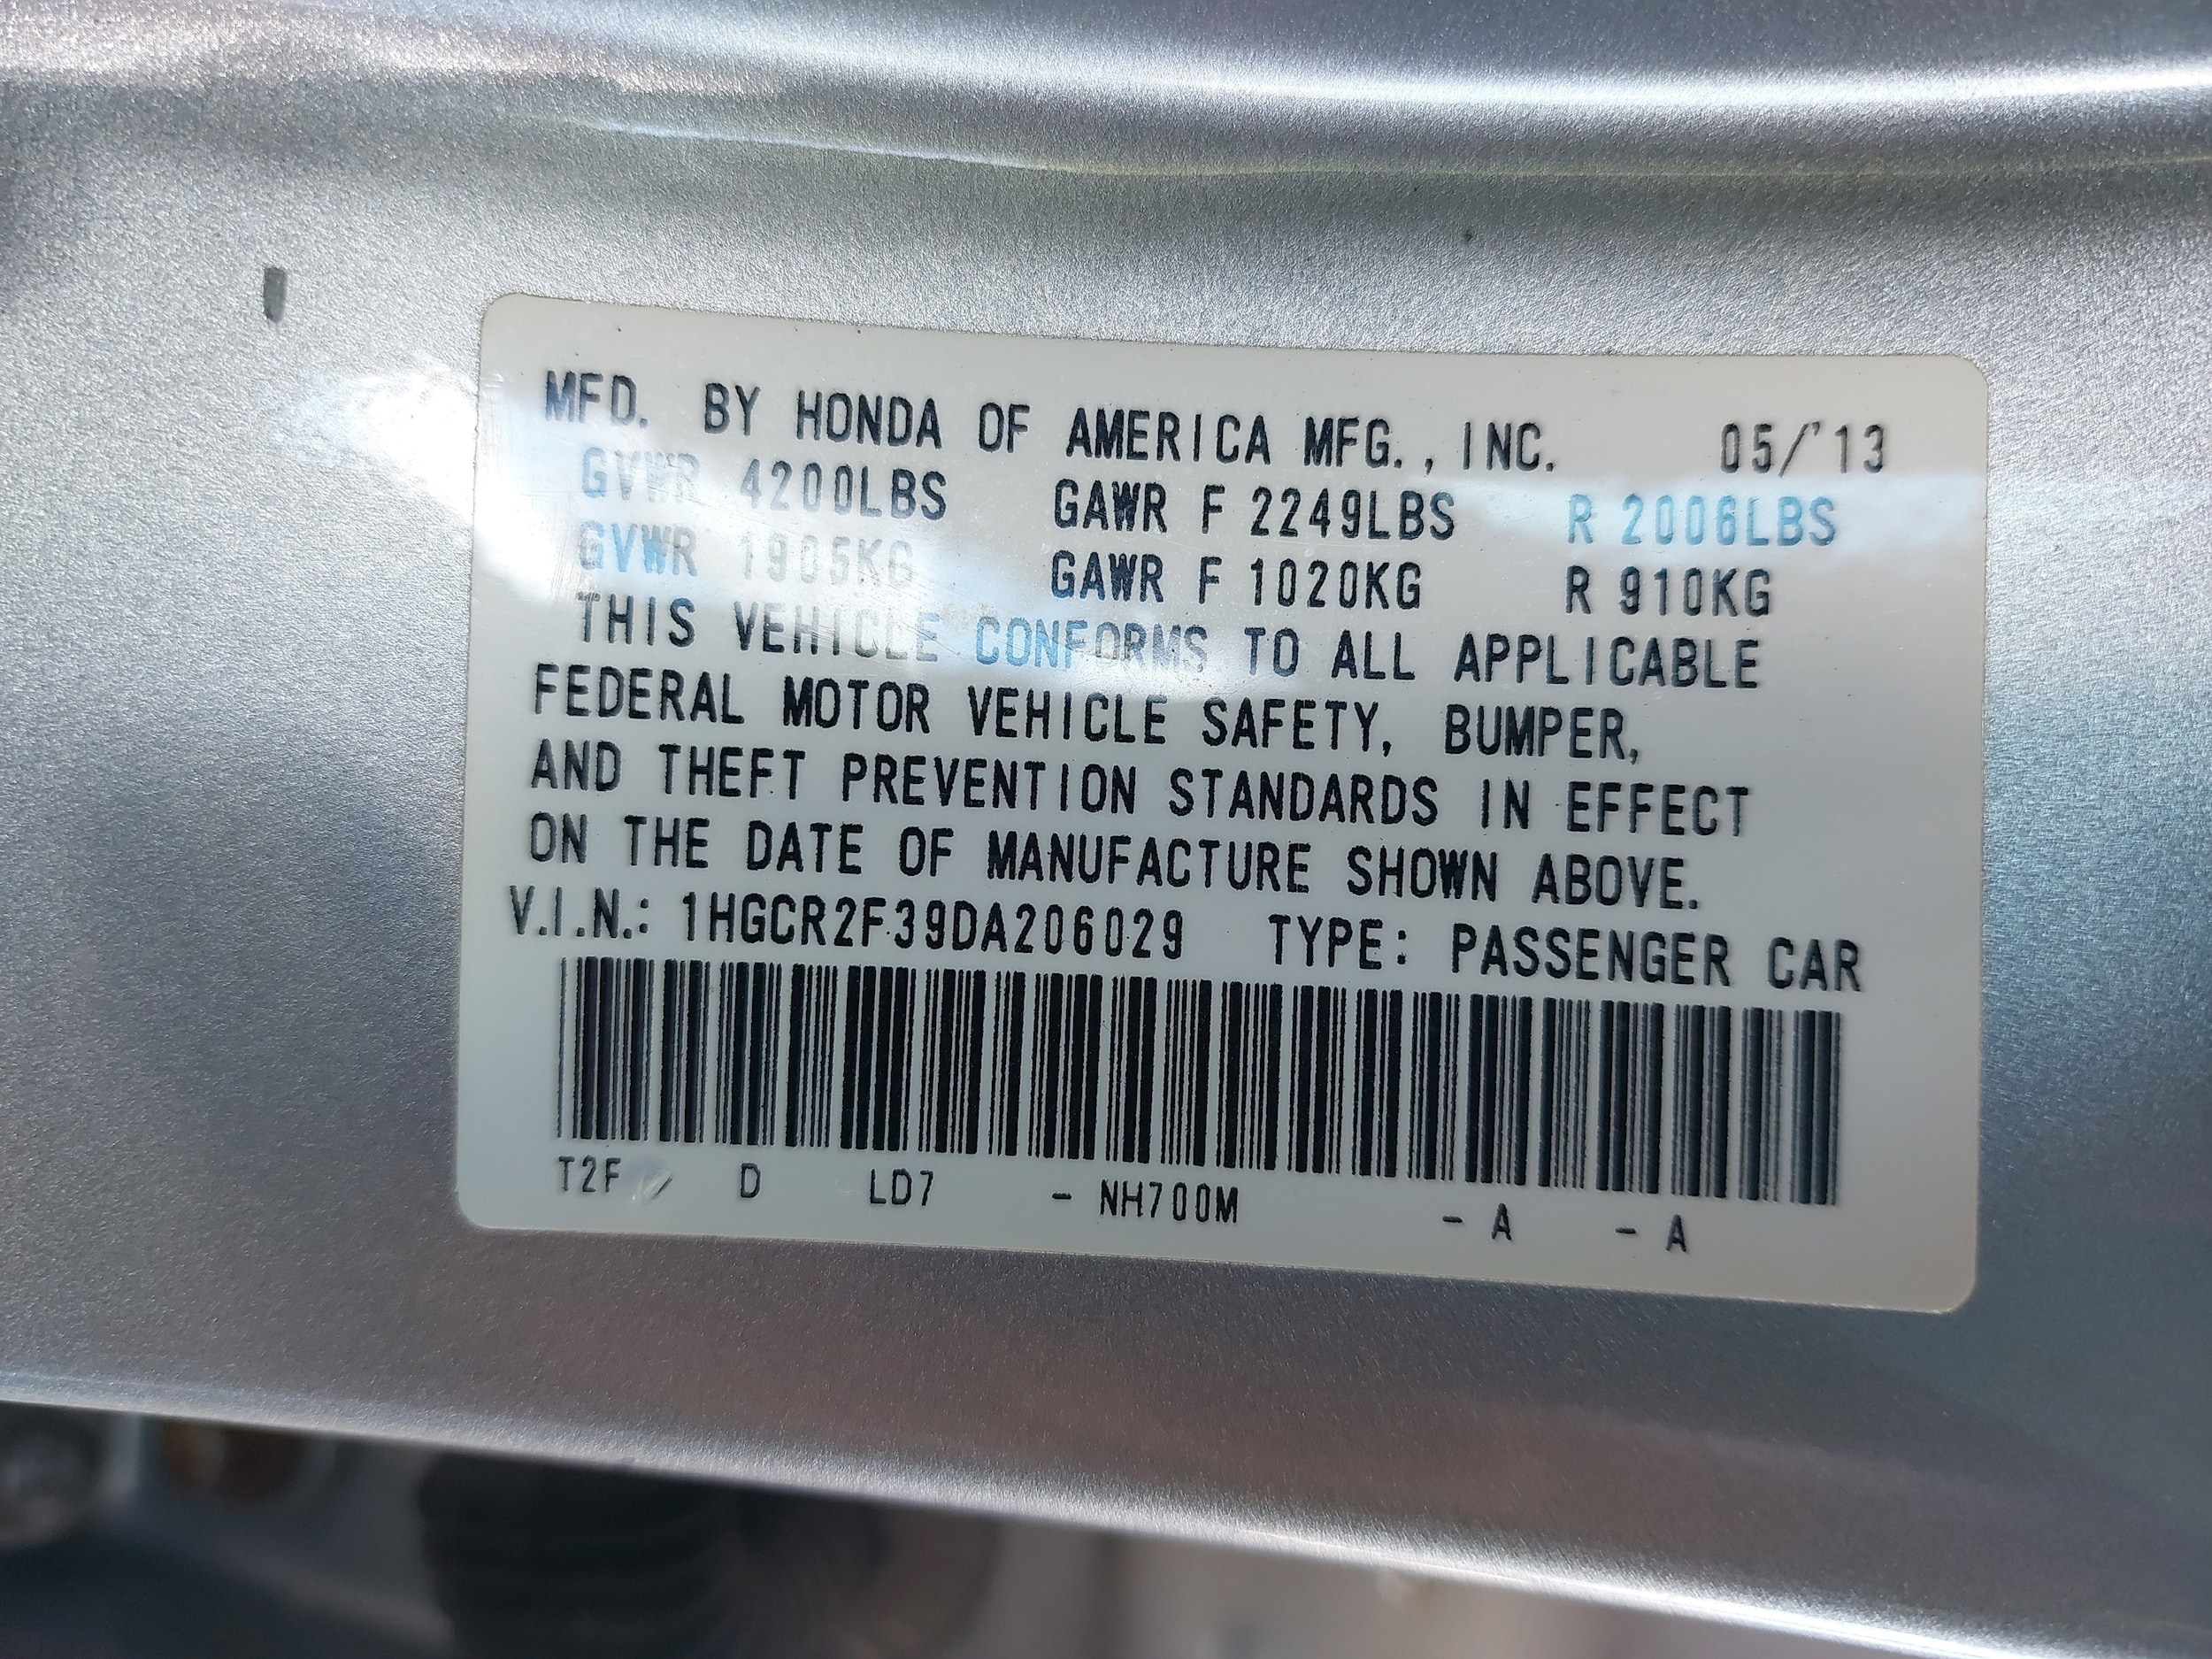 MFD. BY HONDA OF AMERICA MFG., INC. 05/'13
GVWR 4200LBS GAWR F 2249LBS R 2006LBS
GVWR 1905KG GAWR F 1020KG R 910KG
THIS VEHICLE CONFORMS TO ALL APPLICABLE
FEDERAL MOTOR VEHICLE SAFETY, BUMPER,
AND THEFT PREVENTION STANDARDS IN EFFECT
ON THE DATE OF MANUFACTURE SHOWN ABOVE.
V.I.N.: 1HGCR2F39DA206029 TYPE: PASSENGER CAR
T2F D LD7 - NH700M - A - A